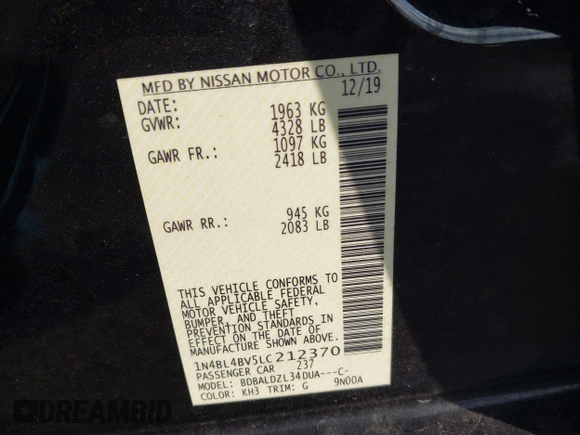 MFD BY NISSAN MOTOR CO., LTD.
DATE: 12/19
GVWR: 1963 KG
4328 LB
GAWR FR.: 1097 KG
2418 LB
GAWR RR.: 945 KG
2083 LB
THIS VEHICLE CONFORMS TO
ALL APPLICABLE FEDERAL
MOTOR VEHICLE SAFETY,
BUMPER, AND THEFT
PREVENTION STANDARDS IN
EFFECT ON THE DATE OF
MANUFACTURE SHOWN ABOVE.
1N4BL4BV5LC212370
PASSENGER CAR 237
MODEL: BDBALDZL34DUA---C-
COLOR: KH3 TRIM: G 9N00A
DREAMBID